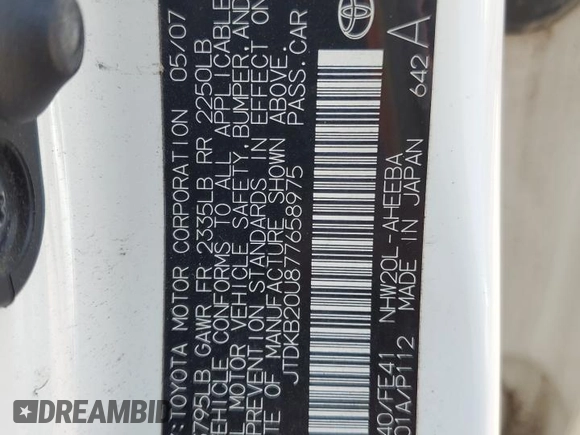 TOYOTA MOTOR CORPORATION 05/07
795LB GAWR FR 2335LB RR 2250LB
VEHICLE CONFORMS TO ALL APPLICABLE
MOTOR VEHICLE SAFETY, BUMPER, AND
PREVENTION STANDARDS IN EFFECT ON
OF MANUFACTURE SHOWN ABOVE.
JTDKB20U877658975 PASS.CAR
40/FE41 NHW20L-AHEEBA
01A/P112 MADE IN JAPAN 642 A
DREAMBID